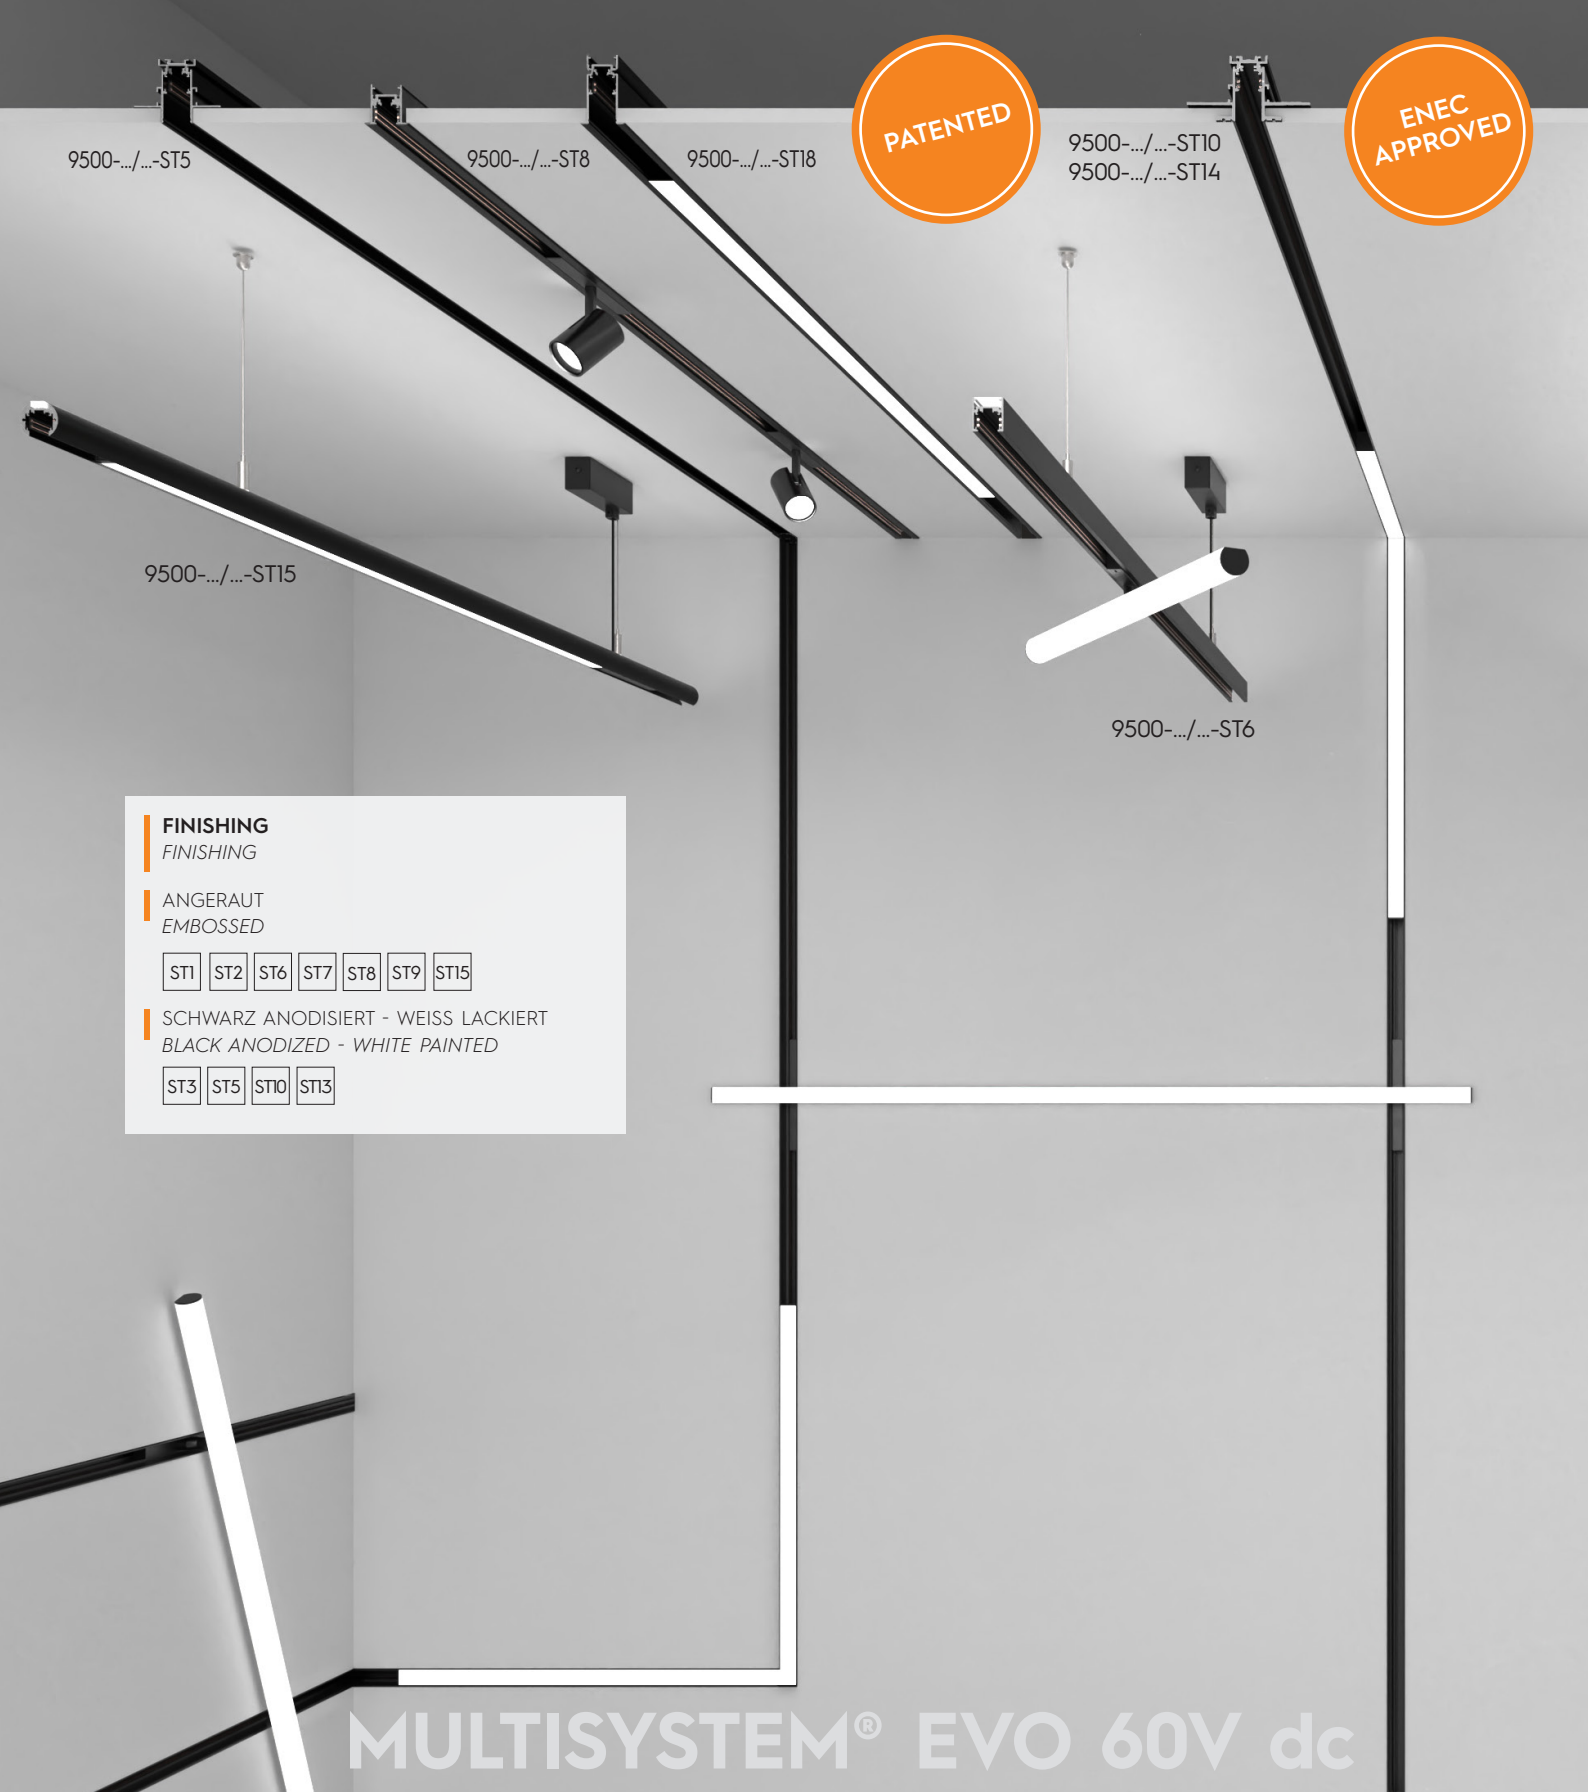 PATENTED
ENEC
APPROVED
9500-.../...-ST5
9500-.../...-ST8
9500-.../...-ST18
9500-.../...-ST10
9500-.../...-ST14
9500-.../...-ST15
9500-.../...-ST6
FINISHING
FINISHING
ANGERAUT
EMBOSSED
ST1 ST2 ST6 ST7 ST8 ST9 ST15
SCHWARZ ANODISIERT - WEISS LACKIERT
BLACK ANODIZED - WHITE PAINTED
ST3 ST5 ST10 ST13
MULTISYSTEM® EVO 60V dc